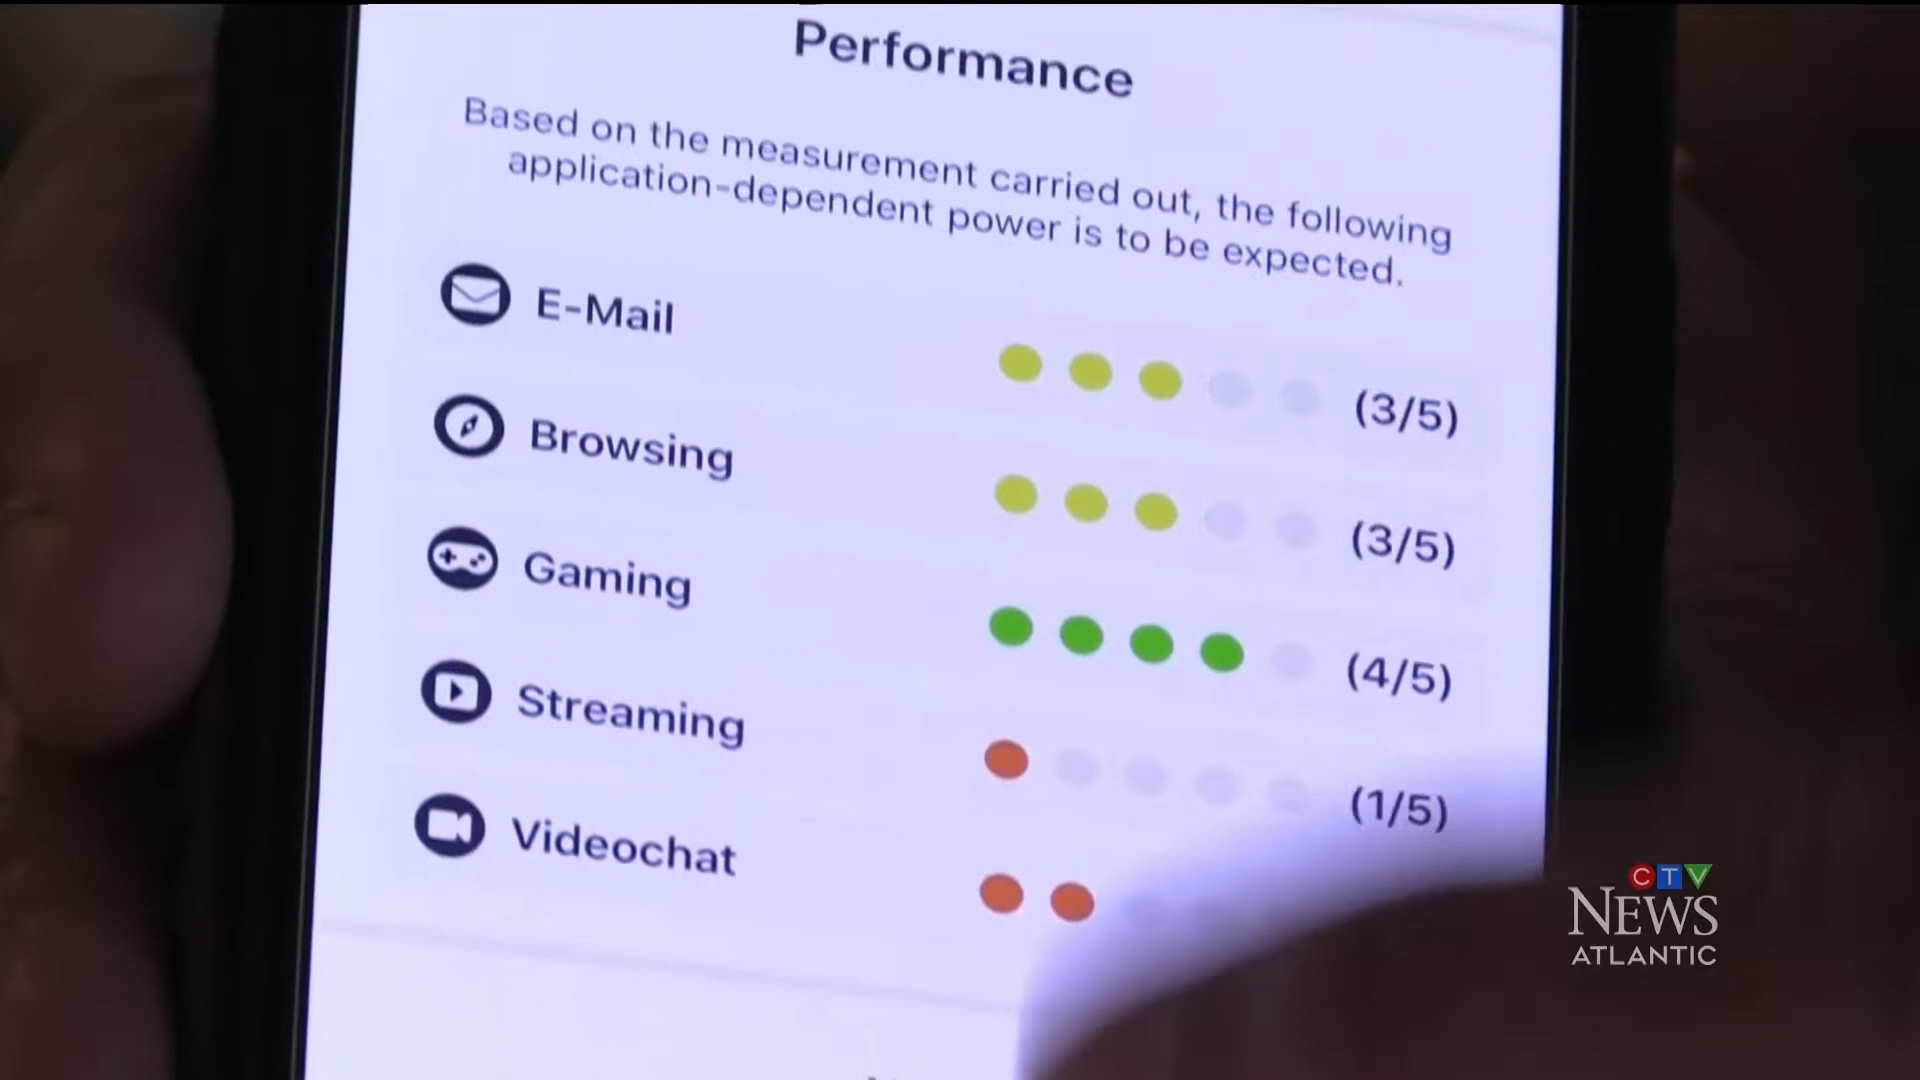 Performance
Based on the measurement carried out, the following
application-dependent power is to be expected.
E-Mail (3/5)
Browsing (3/5)
Gaming (4/5)
Streaming (1/5)
Videochat
CTV
NEWS
ATLANTIC